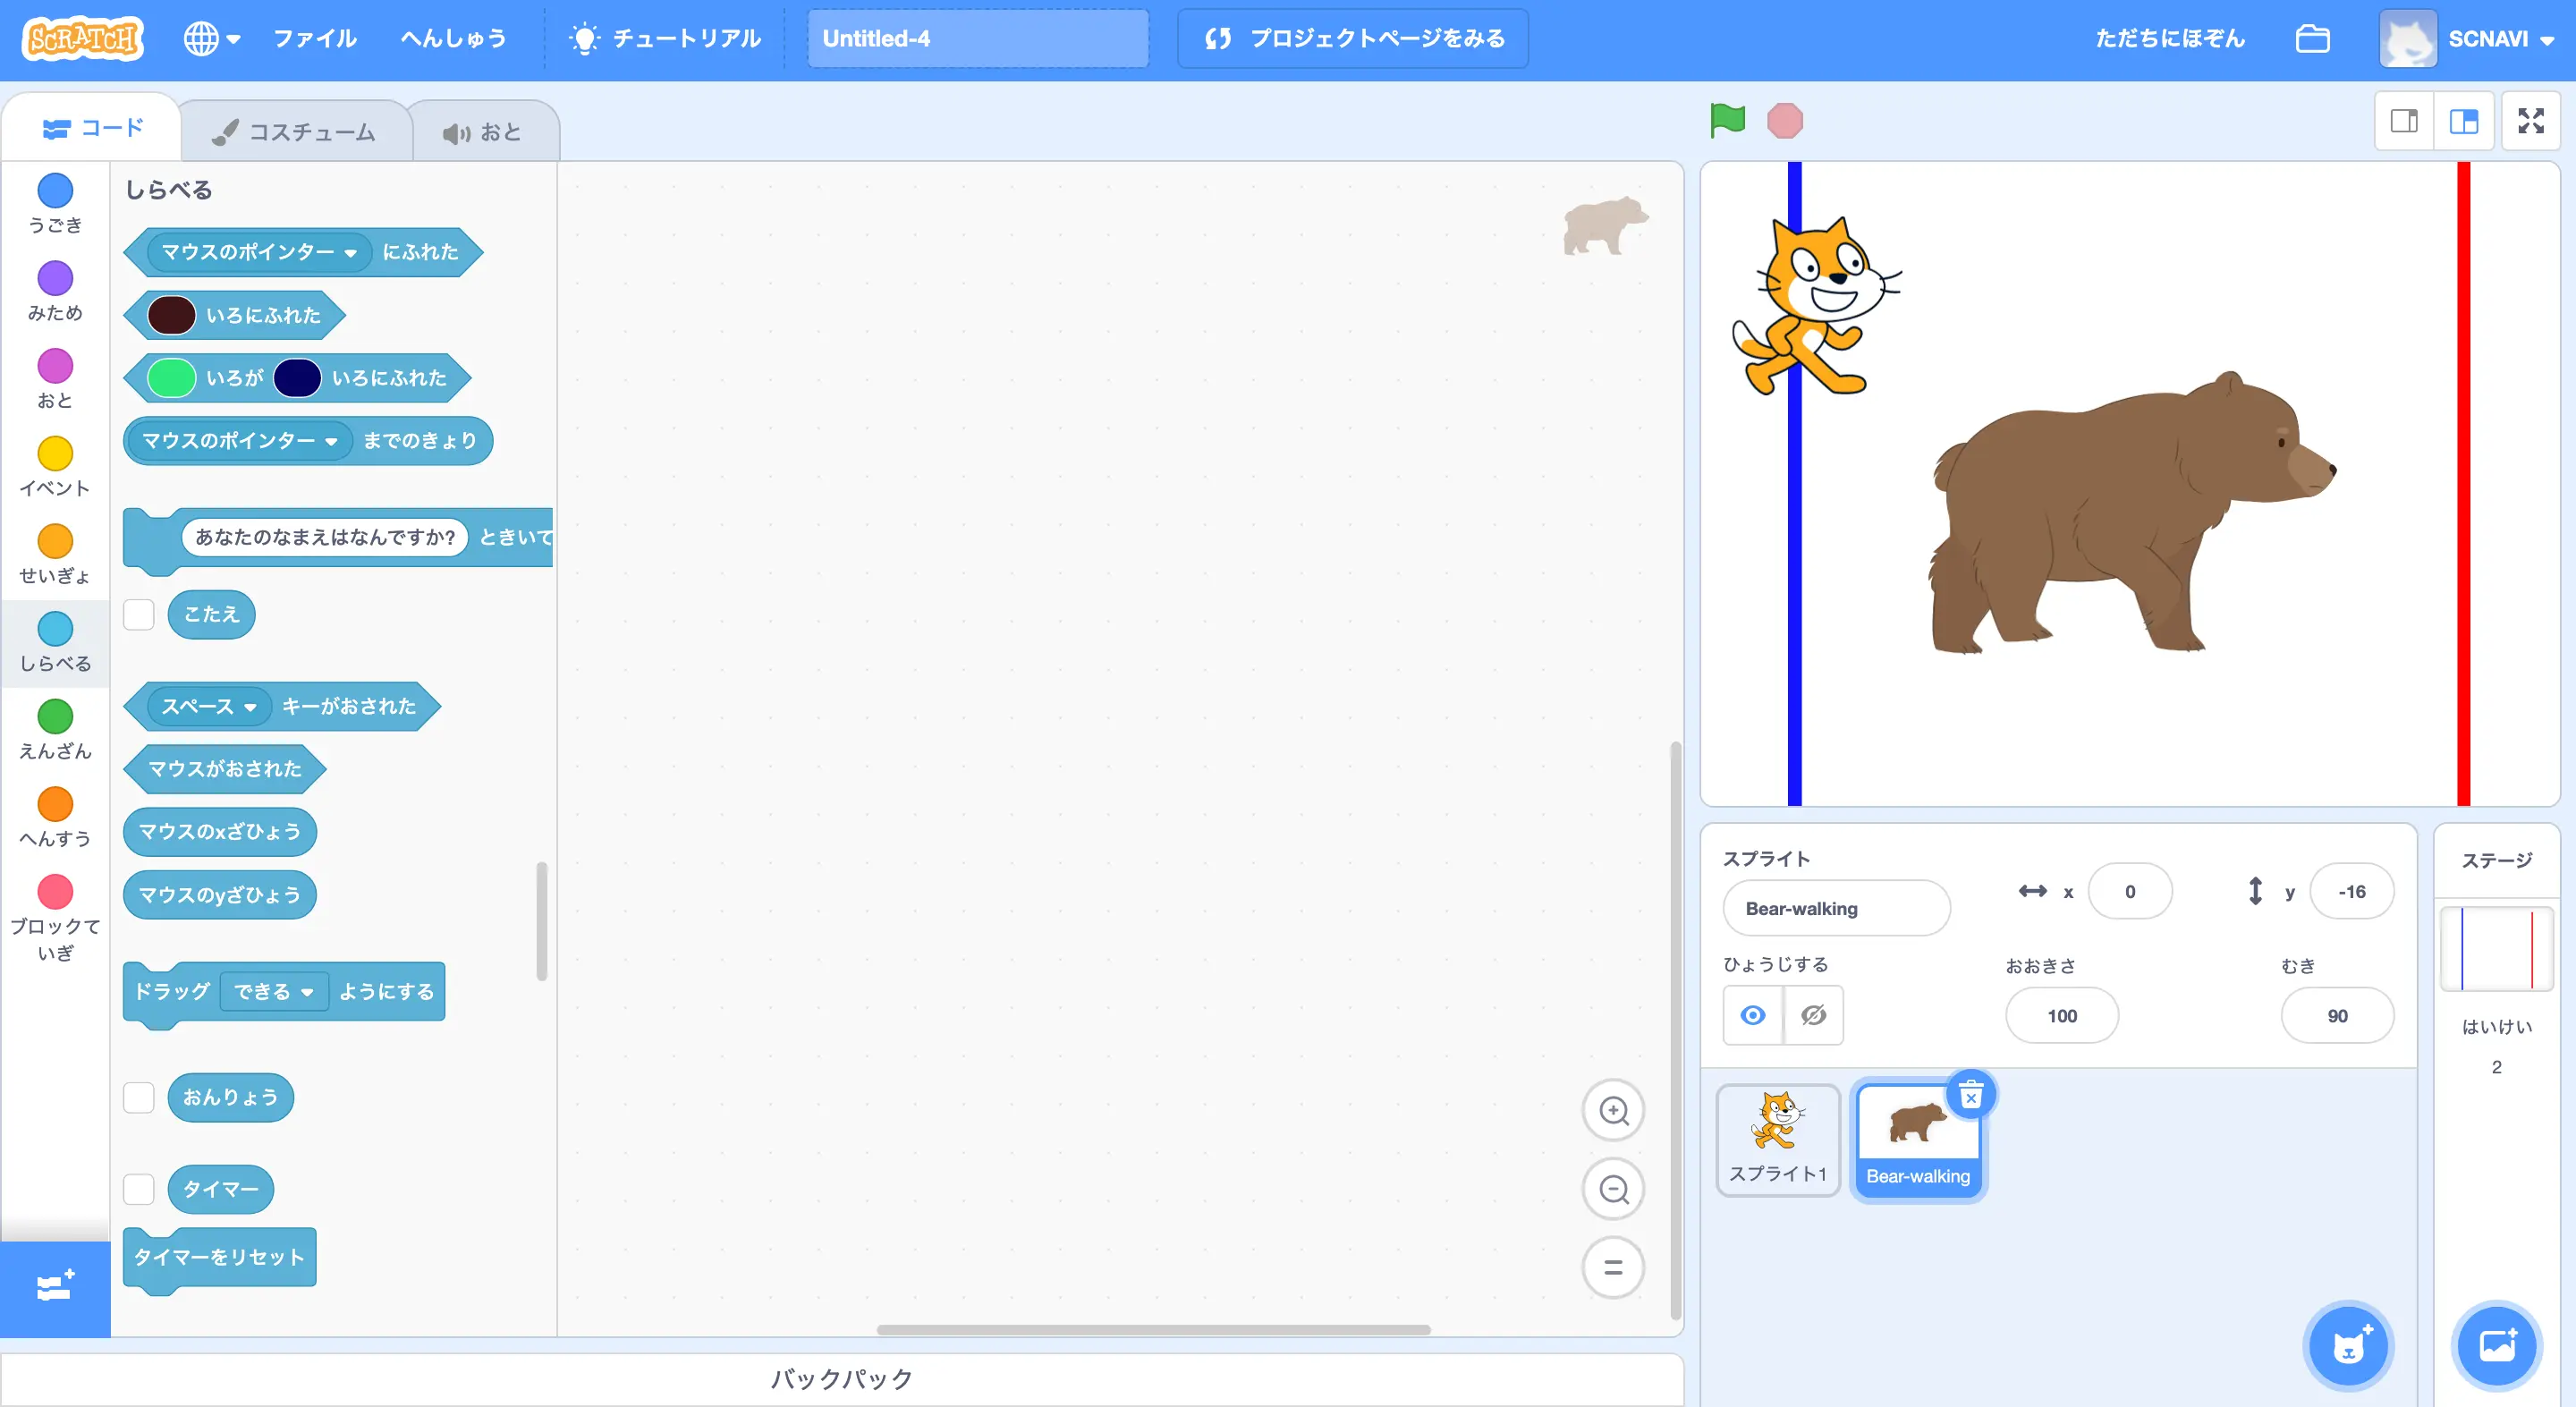 SCRATCH ファイル へんしゅう チュートリアル Untitled-4 プロジェクトページをみる ただちにほぞん SCNAVI
コード コスチューム おと
うごき
みため
おと
イベント
せいぎょ
しらべる
えんざん
へんすう
ブロックて
いぎ
しらべる
マウスのポインター にふれた
いろにふれた
いろが いろにふれた
マウスのポインター までのきょり
あなたのなまえはなんですか? ときいて
こたえ
スペース キーがおされた
マウスがおされた
マウスのxざひょう
マウスのyざひょう
ドラッグ できる ようにする
おんりょう
タイマー
タイマーをリセット
バックパック
スプライト
Bear-walking x 0 y -16
ひょうじする おおきさ むき
100 90
スプライト1 Bear-walking
ステージ
はいけい
2